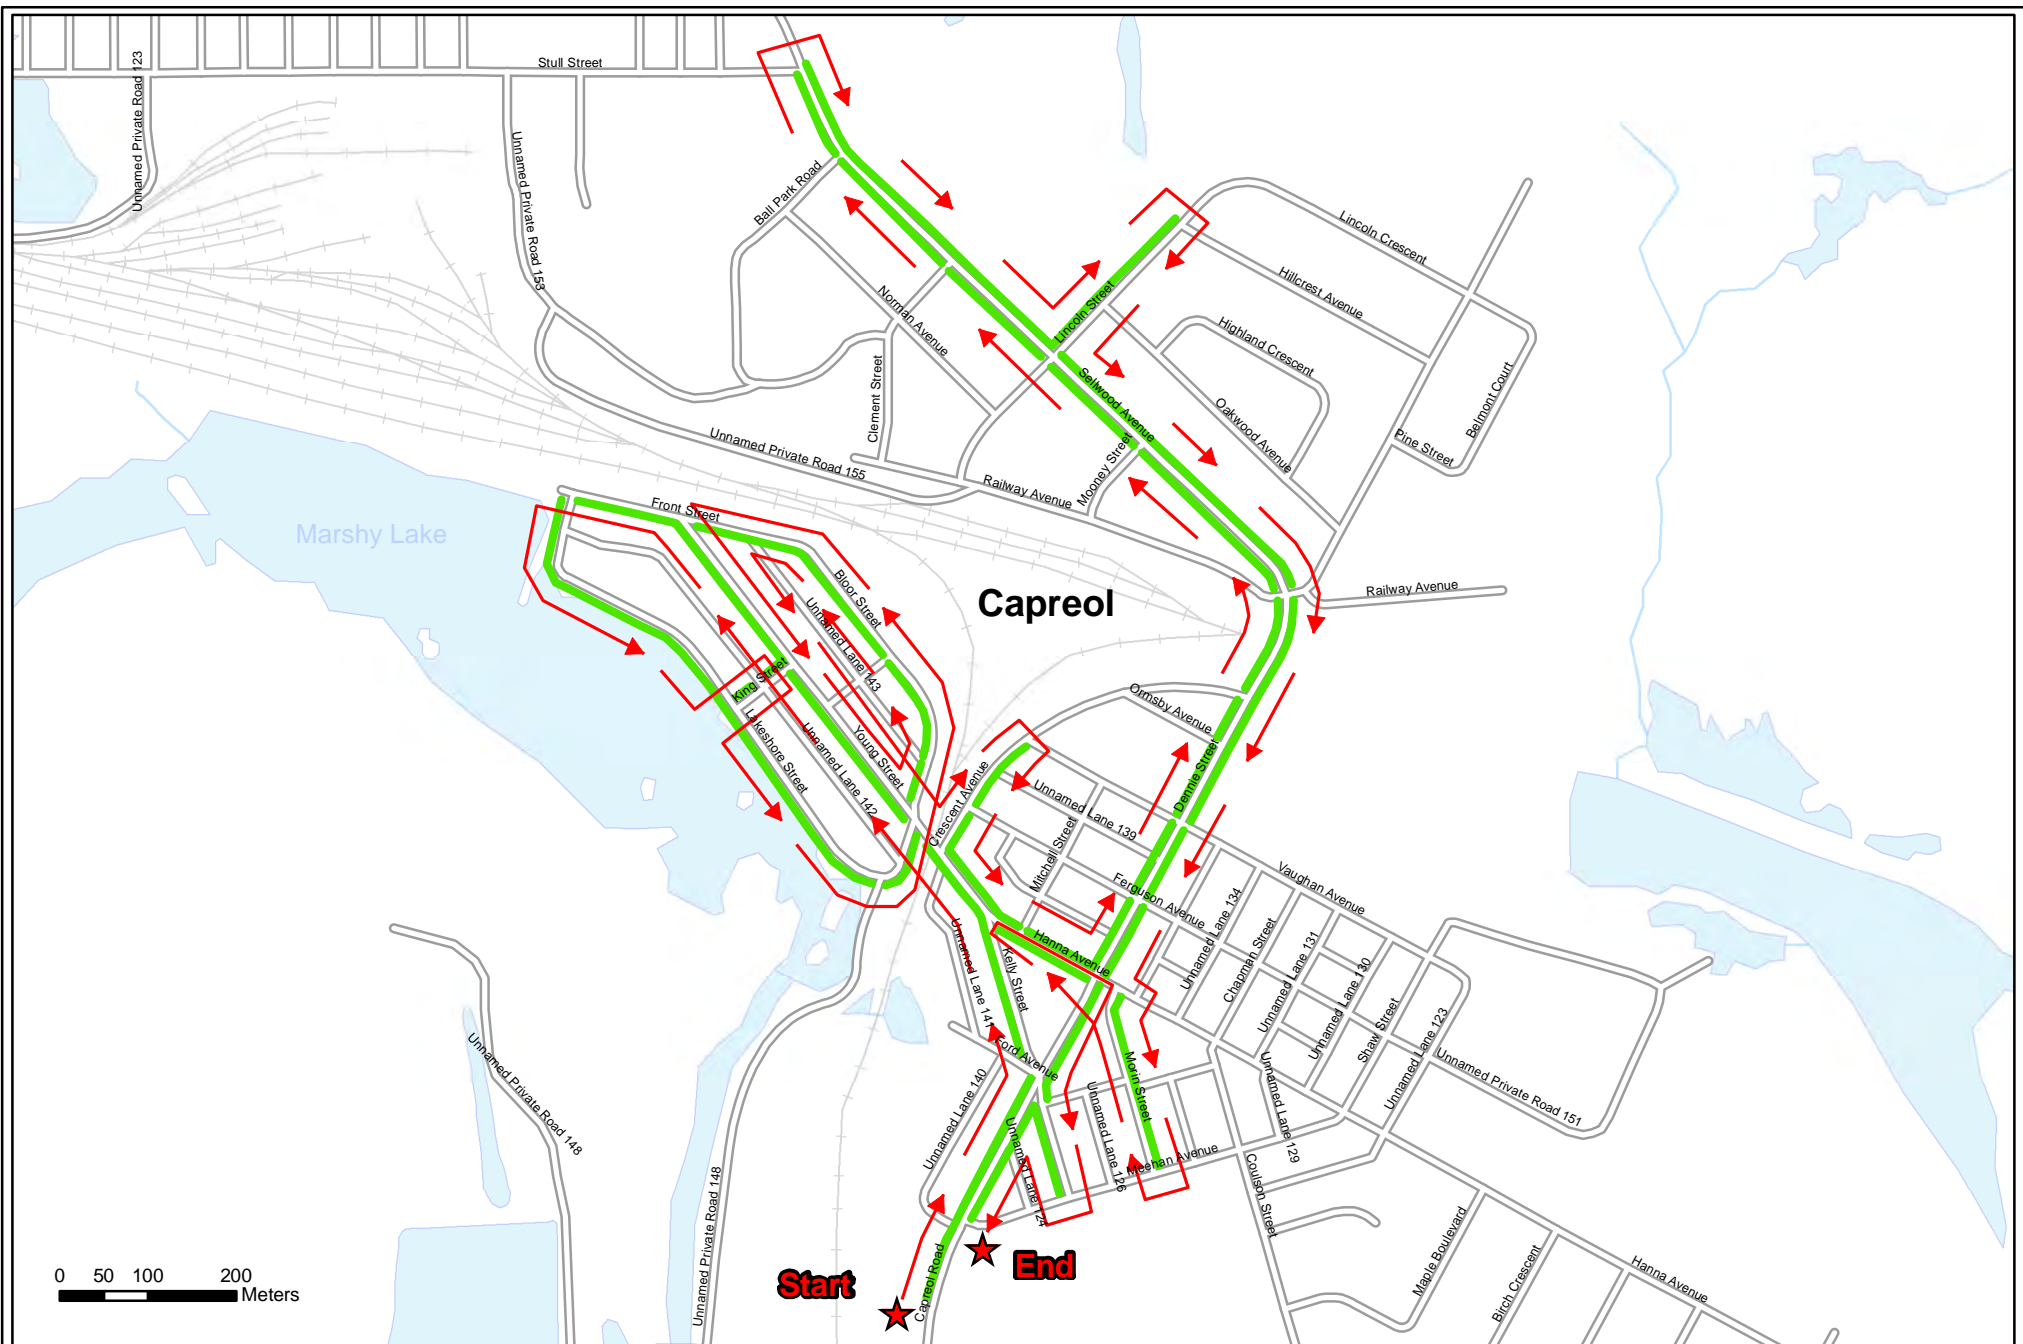 Stull Street
Unnamed Private Road 123
Unnamed Private Road 153
Ball Park Road
Lincoln Crescent
Hillcrest Avenue
Norman Avenue
Lincoln Street
Highland Crescent
Clement Street
Sellwood Avenue
Oakwood Avenue
Belmont Court
Pine Street
Unnamed Private Road 155
Mooney Street
Railway Avenue
Front Street
Marshy Lake
Bloor Street
Capreol
Railway Avenue
Unnamed Lane 143
King Street
Ormsby Avenue
Lakeshore Street
Unnamed Lane 142
Young Street
Dennie Street
Crescent Avenue
Unnamed Lane 139
Mitchell Street
Ferguson Avenue
Vaughan Avenue
Unnamed Lane 134
Hanna Avenue
Unnamed Lane 141
Kelly Street
Chapman Street
Unnamed Lane 131
Unnamed Lane 130
Shaw Street
Unnamed Lane 123
Unnamed Private Road 151
Ford Avenue
Unnamed Lane 140
Morin Street
Unnamed Lane 126
Unnamed Lane 124
Meehan Avenue
Unnamed Lane 129
Coulson Street
Unnamed Private Road 148
Unnamed Private Road 148
Maple Boulevard
Birch Crescent
Hanna Avenue
Capreol Road
Start
End
0 50 100 200
Meters